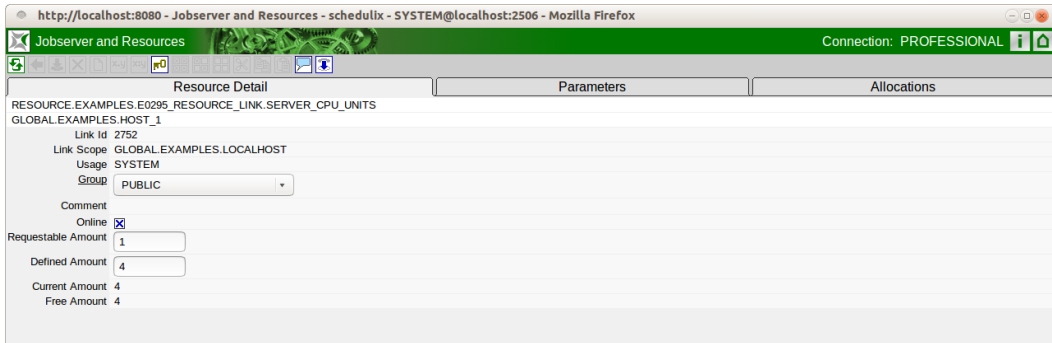 http://localhost:8080 - Jobserver and Resources - schedulix - SYSTEM@localhost:2506 - Mozilla Firefox
Jobserver and Resources Connection: PROFESSIONAL
Resource Detail Parameters Allocations
RESOURCE.EXAMPLES.E0295_RESOURCE_LINK.SERVER_CPU_UNITS
GLOBAL.EXAMPLES.HOST_1
Link Id 2752
Link Scope GLOBAL.EXAMPLES.LOCALHOST
Usage SYSTEM
Group PUBLIC
Comment
Online
Requestable Amount 1
Defined Amount 4
Current Amount 4
Free Amount 4